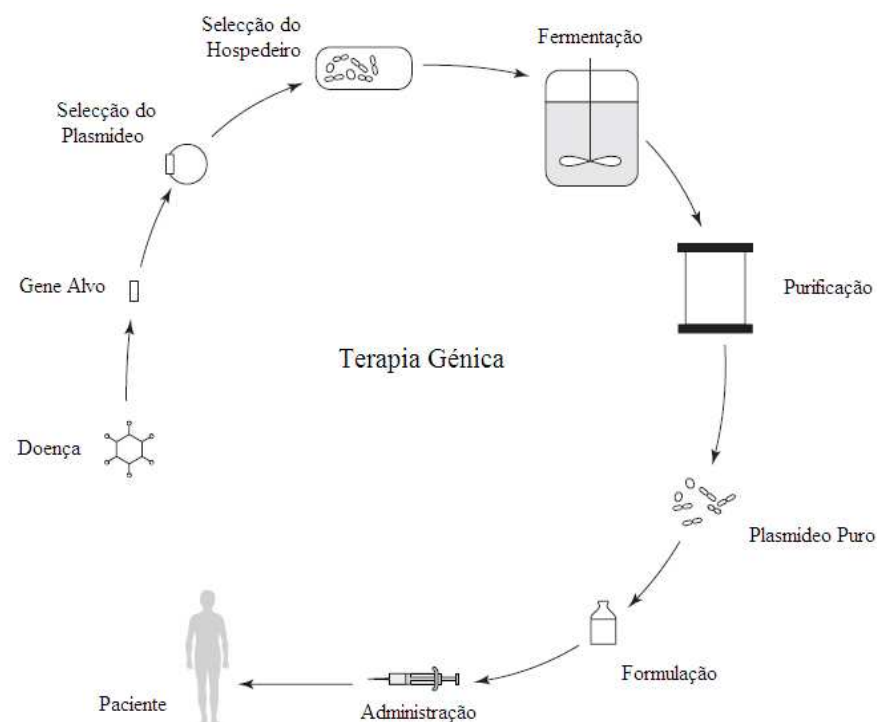 Selecção do
Hospedeiro
Fermentação
Selecção do
Plasmídeo
Gene Alvo
Purificação
Terapia Génica
Doença
Plasmídeo Puro
Formulação
Paciente
Administração